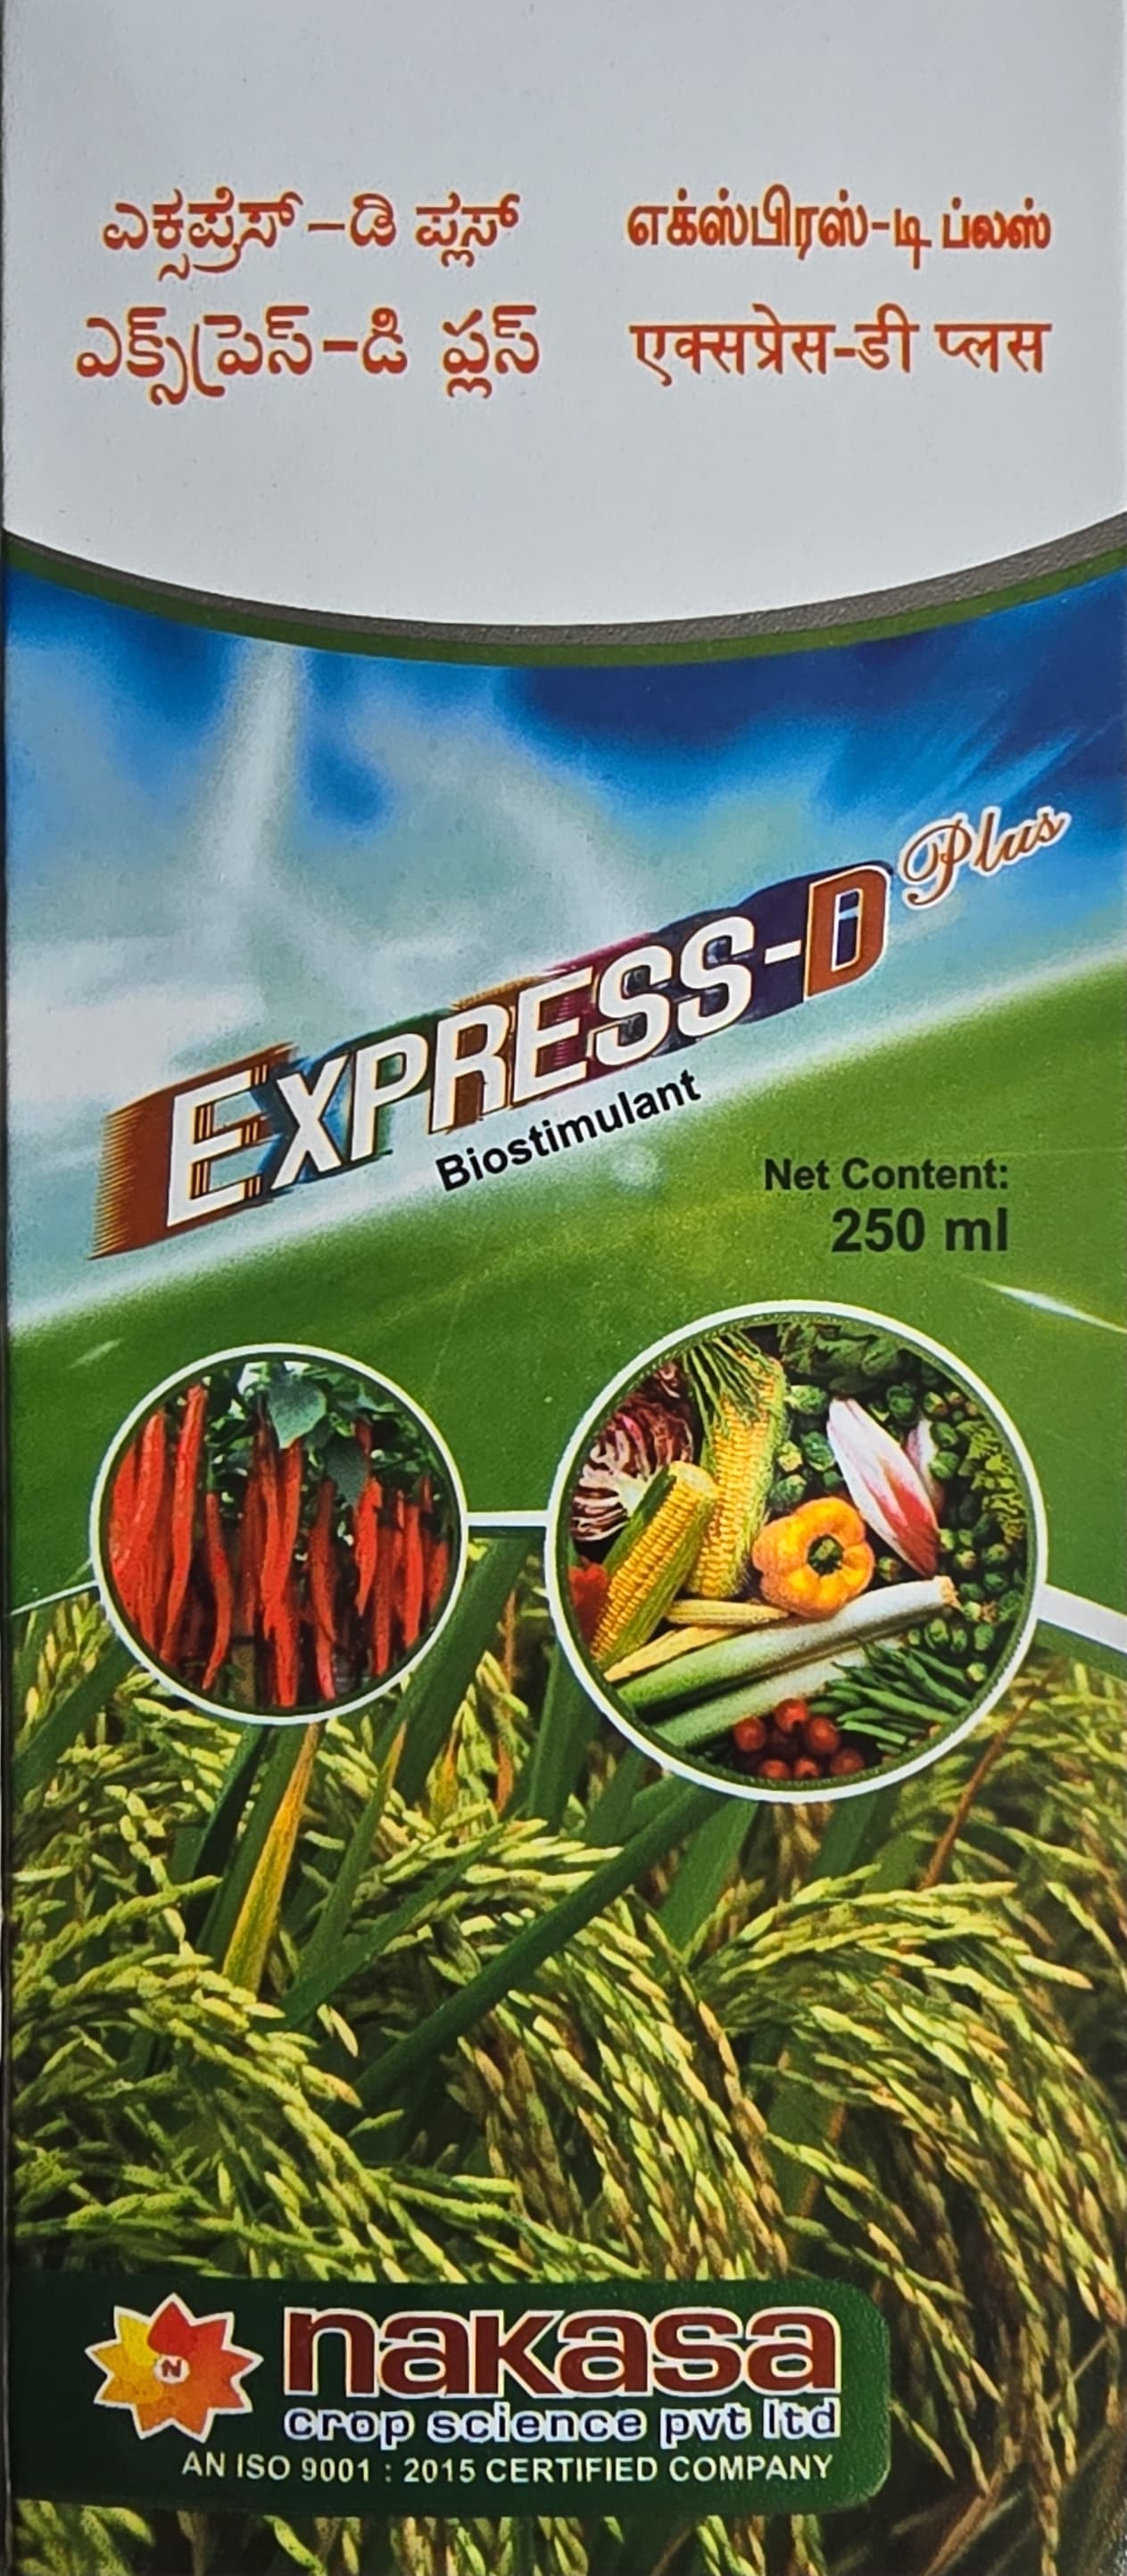 ಎಕ್ಸಪ್ರೆಸ್-ಡಿ ಪ್ಲಸ್
எக்ஸ்பிரஸ்-டி ப்லஸ்
ఎక్స్‌ప్రెస్-డి ప్లస్
एक्सप्रेस-डी प्लस
EXPRESS-D Plus
Biostimulant
Net Content:
250 ml
N
nakasa
crop science pvt ltd
AN ISO 9001 : 2015 CERTIFIED COMPANY